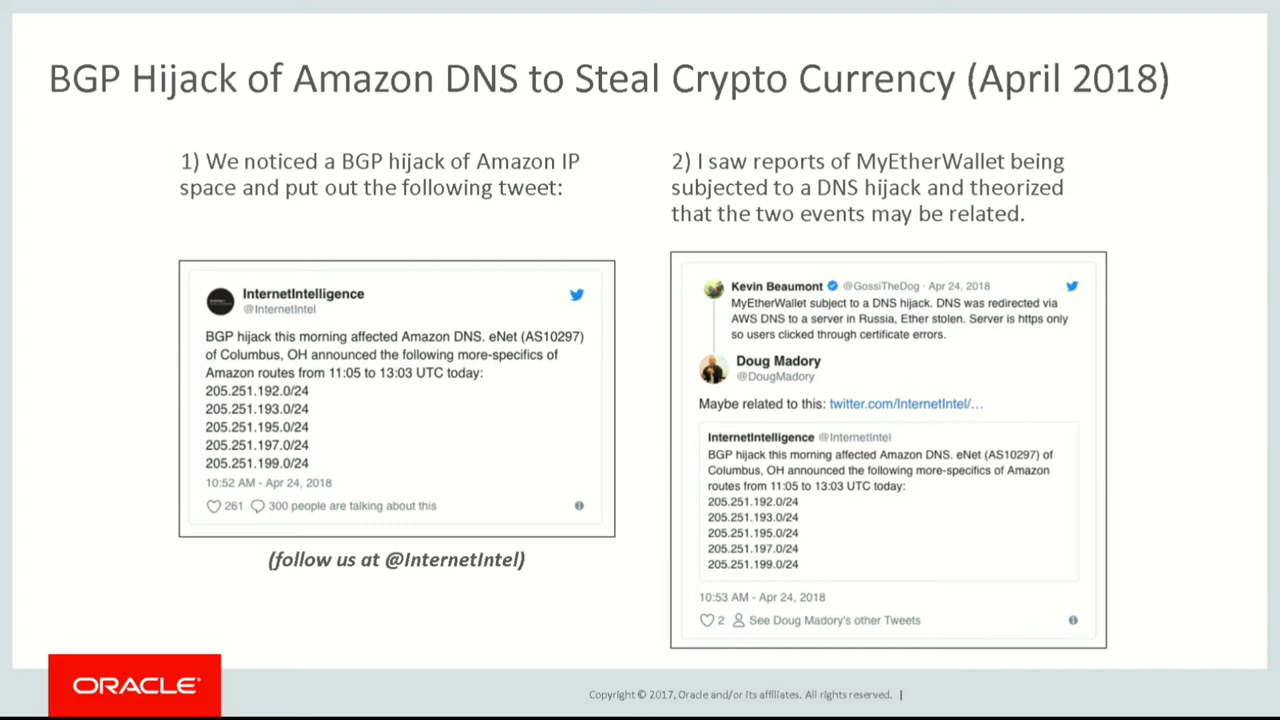 BGP Hijack of Amazon DNS to Steal Crypto Currency (April 2018)
1) We noticed a BGP hijack of Amazon IP
space and put out the following tweet:
InternetIntelligence
@InternetIntel
BGP hijack this morning affected Amazon DNS. eNet (AS10297)
of Columbus, OH announced the following more-specifics of
Amazon routes from 11:05 to 13:03 UTC today:
205.251.192.0/24
205.251.193.0/24
205.251.195.0/24
205.251.197.0/24
205.251.199.0/24
10:52 AM - Apr 24, 2018
261 300 people are talking about this
(follow us at @InternetIntel)
2) I saw reports of MyEtherWallet being
subjected to a DNS hijack and theorized
that the two events may be related.
Kevin Beaumont @GossiTheDog · Apr 24, 2018
MyEtherWallet subject to a DNS hijack. DNS was redirected via
AWS DNS to a server in Russia, Ether stolen. Server is https only
so users clicked through certificate errors.
Doug Madory
@DougMadory
Maybe related to this: twitter.com/InternetIntel/…
InternetIntelligence @InternetIntel
BGP hijack this morning affected Amazon DNS. eNet (AS10297) of
Columbus, OH announced the following more-specifics of Amazon
routes from 11:05 to 13:03 UTC today:
205.251.192.0/24
205.251.193.0/24
205.251.195.0/24
205.251.197.0/24
205.251.199.0/24
10:53 AM - Apr 24, 2018
2 See Doug Madory's other Tweets
ORACLE®
Copyright © 2017, Oracle and/or its affiliates. All rights reserved. |